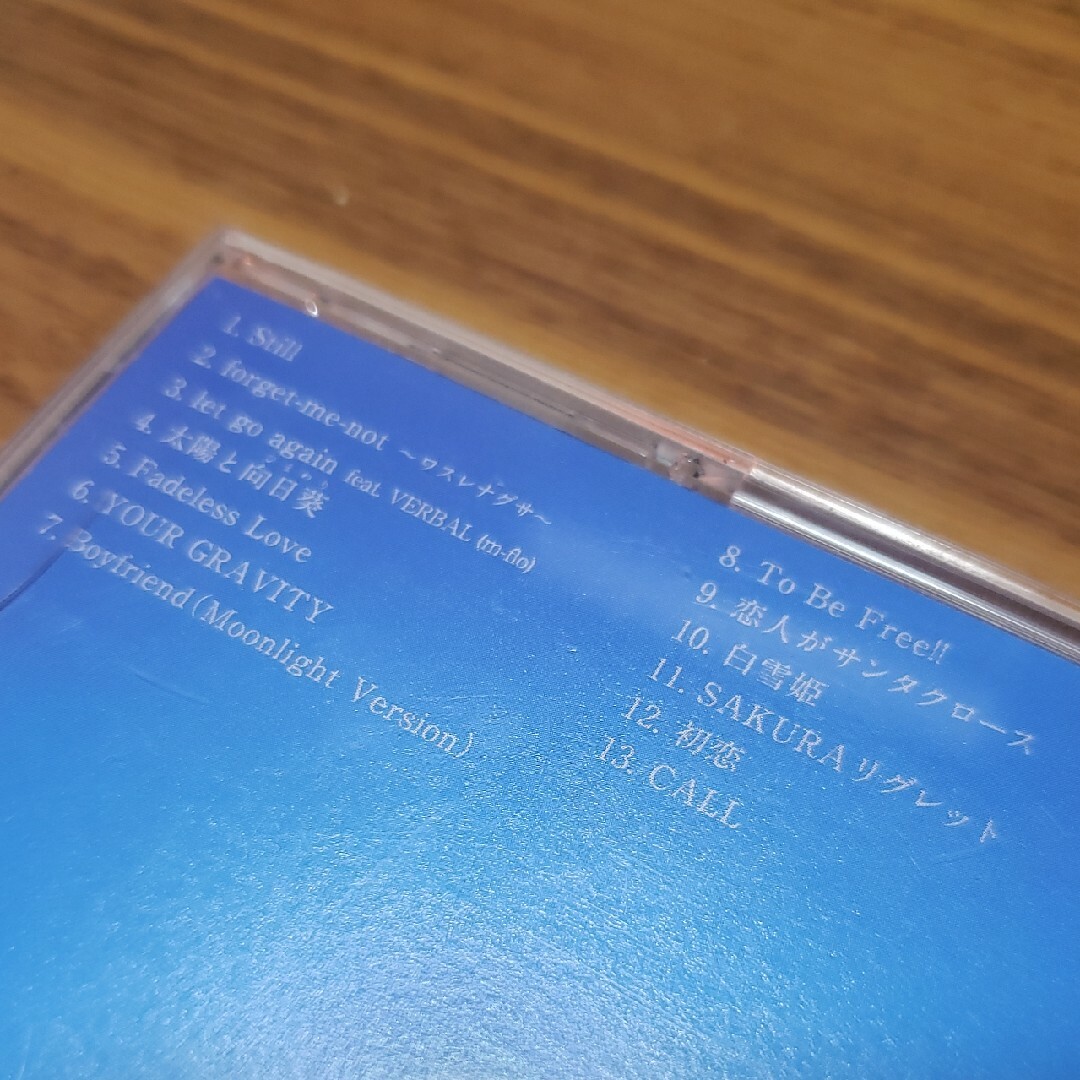 1. Still
2. forget-me-not ～ワスレナグサ～
3. let go again feat. VERBAL (m-flo)
4. 太陽と向日葵
5. Fadeless Love
6. YOUR GRAVITY
7. Boyfriend(Moonlight Version)
8. To Be Free!!
9. 恋人がサンタクロース
10. 白雪姫
11. SAKURAリグレット
12. 初恋
13. CALL